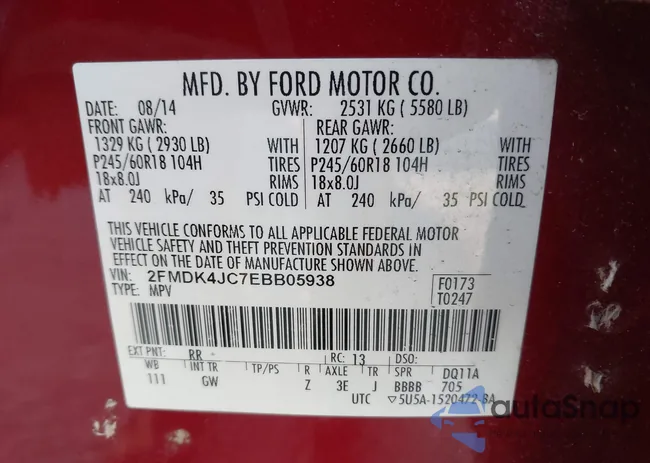 MFD. BY FORD MOTOR CO.
DATE: 08/14 GVWR: 2531 KG ( 5580 LB)
FRONT GAWR: REAR GAWR:
1329 KG ( 2930 LB) WITH 1207 KG ( 2660 LB) WITH
P245/60R18 104H TIRES P245/60R18 104H TIRES
18x8.0J RIMS 18x8.0J RIMS
AT 240 kPa/ 35 PSI COLD AT 240 kPa/ 35 PSI COLD
THIS VEHICLE CONFORMS TO ALL APPLICABLE FEDERAL MOTOR
VEHICLE SAFETY AND THEFT PREVENTION STANDARDS IN
EFFECT ON THE DATE OF MANUFACTURE SHOWN ABOVE.
VIN: 2FMDK4JC7EBB05938 F0173
TYPE: MPV T0247
EXT PNT: RR RC: 13 DSO:
WB INT TR TP/PS R AXLE TR SPR DQ11A
111 GW Z 3E J BBBB 705
UTC ▽5U5A-1520472-BA
autoSnap